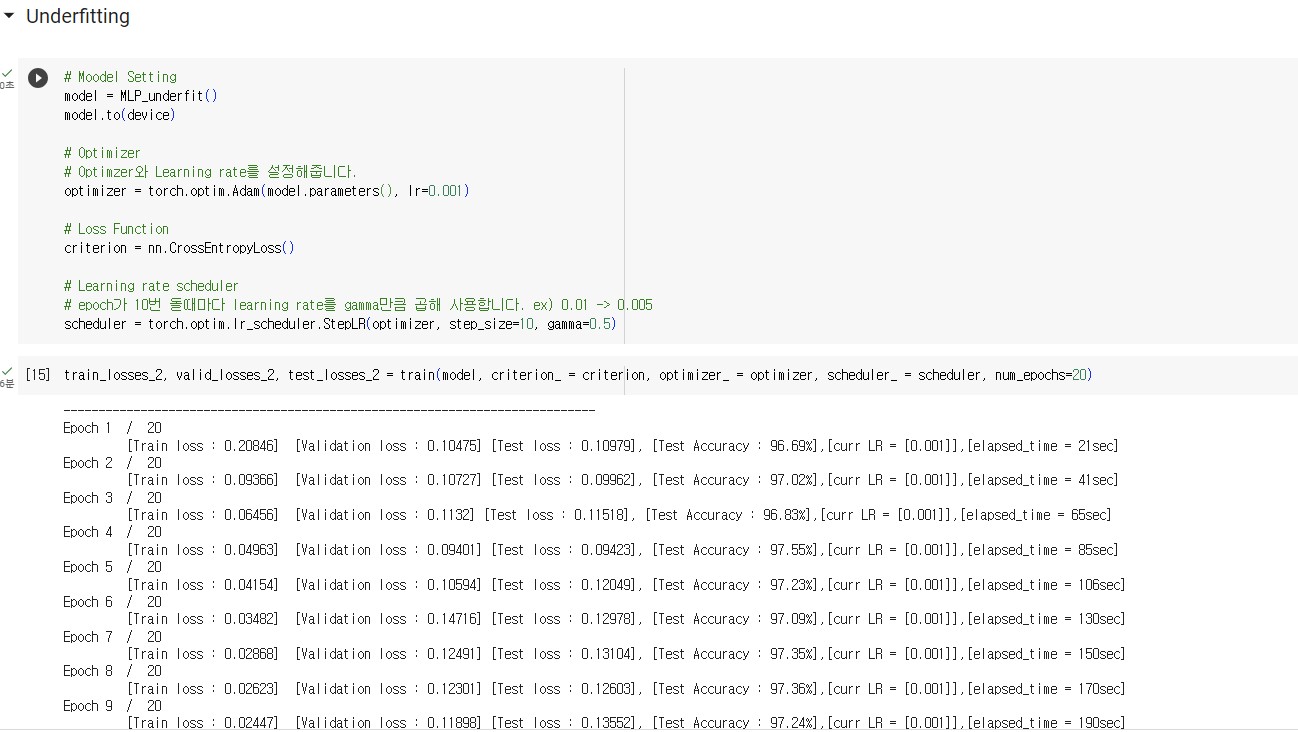 Underfitting
0초
# Moodel Setting
model = MLP_underfit()
model.to(device)
# Optimizer
# Optimzer와 Learning rate를 설정해줍니다.
optimizer = torch.optim.Adam(model.parameters(), lr=0.001)
# Loss Function
criterion = nn.CrossEntropyLoss()
# Learning rate scheduler
# epoch가 10번 돌때마다 learning rate를 gamma만큼 곱해 사용합니다. ex) 0.01 -> 0.005
scheduler = torch.optim.lr_scheduler.StepLR(optimizer, step_size=10, gamma=0.5)
6분
[15] train_losses_2, valid_losses_2, test_losses_2 = train(model, criterion_ = criterion, optimizer_ = optimizer, scheduler_ = scheduler, num_epochs=20)
----------------------------------------------------------------------------
Epoch 1 / 20
[Train loss : 0.20846] [Validation loss : 0.10475] [Test loss : 0.10979], [Test Accuracy : 96.69%],[curr LR = [0.001]],[elapsed_time = 21sec]
Epoch 2 / 20
[Train loss : 0.09366] [Validation loss : 0.10727] [Test loss : 0.09962], [Test Accuracy : 97.02%],[curr LR = [0.001]],[elapsed_time = 41sec]
Epoch 3 / 20
[Train loss : 0.06456] [Validation loss : 0.1132] [Test loss : 0.11518], [Test Accuracy : 96.83%],[curr LR = [0.001]],[elapsed_time = 65sec]
Epoch 4 / 20
[Train loss : 0.04963] [Validation loss : 0.09401] [Test loss : 0.09423], [Test Accuracy : 97.55%],[curr LR = [0.001]],[elapsed_time = 85sec]
Epoch 5 / 20
[Train loss : 0.04154] [Validation loss : 0.10594] [Test loss : 0.12049], [Test Accuracy : 97.23%],[curr LR = [0.001]],[elapsed_time = 106sec]
Epoch 6 / 20
[Train loss : 0.03482] [Validation loss : 0.14716] [Test loss : 0.12978], [Test Accuracy : 97.09%],[curr LR = [0.001]],[elapsed_time = 130sec]
Epoch 7 / 20
[Train loss : 0.02868] [Validation loss : 0.12491] [Test loss : 0.13104], [Test Accuracy : 97.35%],[curr LR = [0.001]],[elapsed_time = 150sec]
Epoch 8 / 20
[Train loss : 0.02623] [Validation loss : 0.12301] [Test loss : 0.12603], [Test Accuracy : 97.36%],[curr LR = [0.001]],[elapsed_time = 170sec]
Epoch 9 / 20
[Train loss : 0.02447] [Validation loss : 0.11898] [Test loss : 0.13552], [Test Accuracy : 97.24%],[curr LR = [0.001]],[elapsed_time = 190sec]